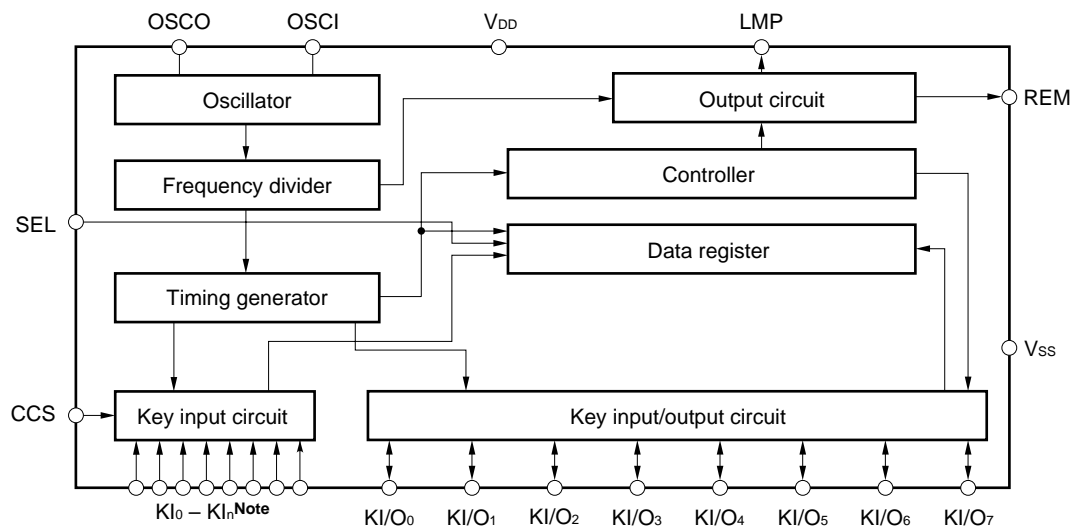 OSCO OSCI VDD LMP
Oscillator Output circuit REM
Frequency divider Controller
SEL
Data register
Timing generator
VSS
CCS Key input circuit Key input/output circuit
KI0 – KInNote KI/O0 KI/O1 KI/O2 KI/O3 KI/O4 KI/O5 KI/O6 KI/O7